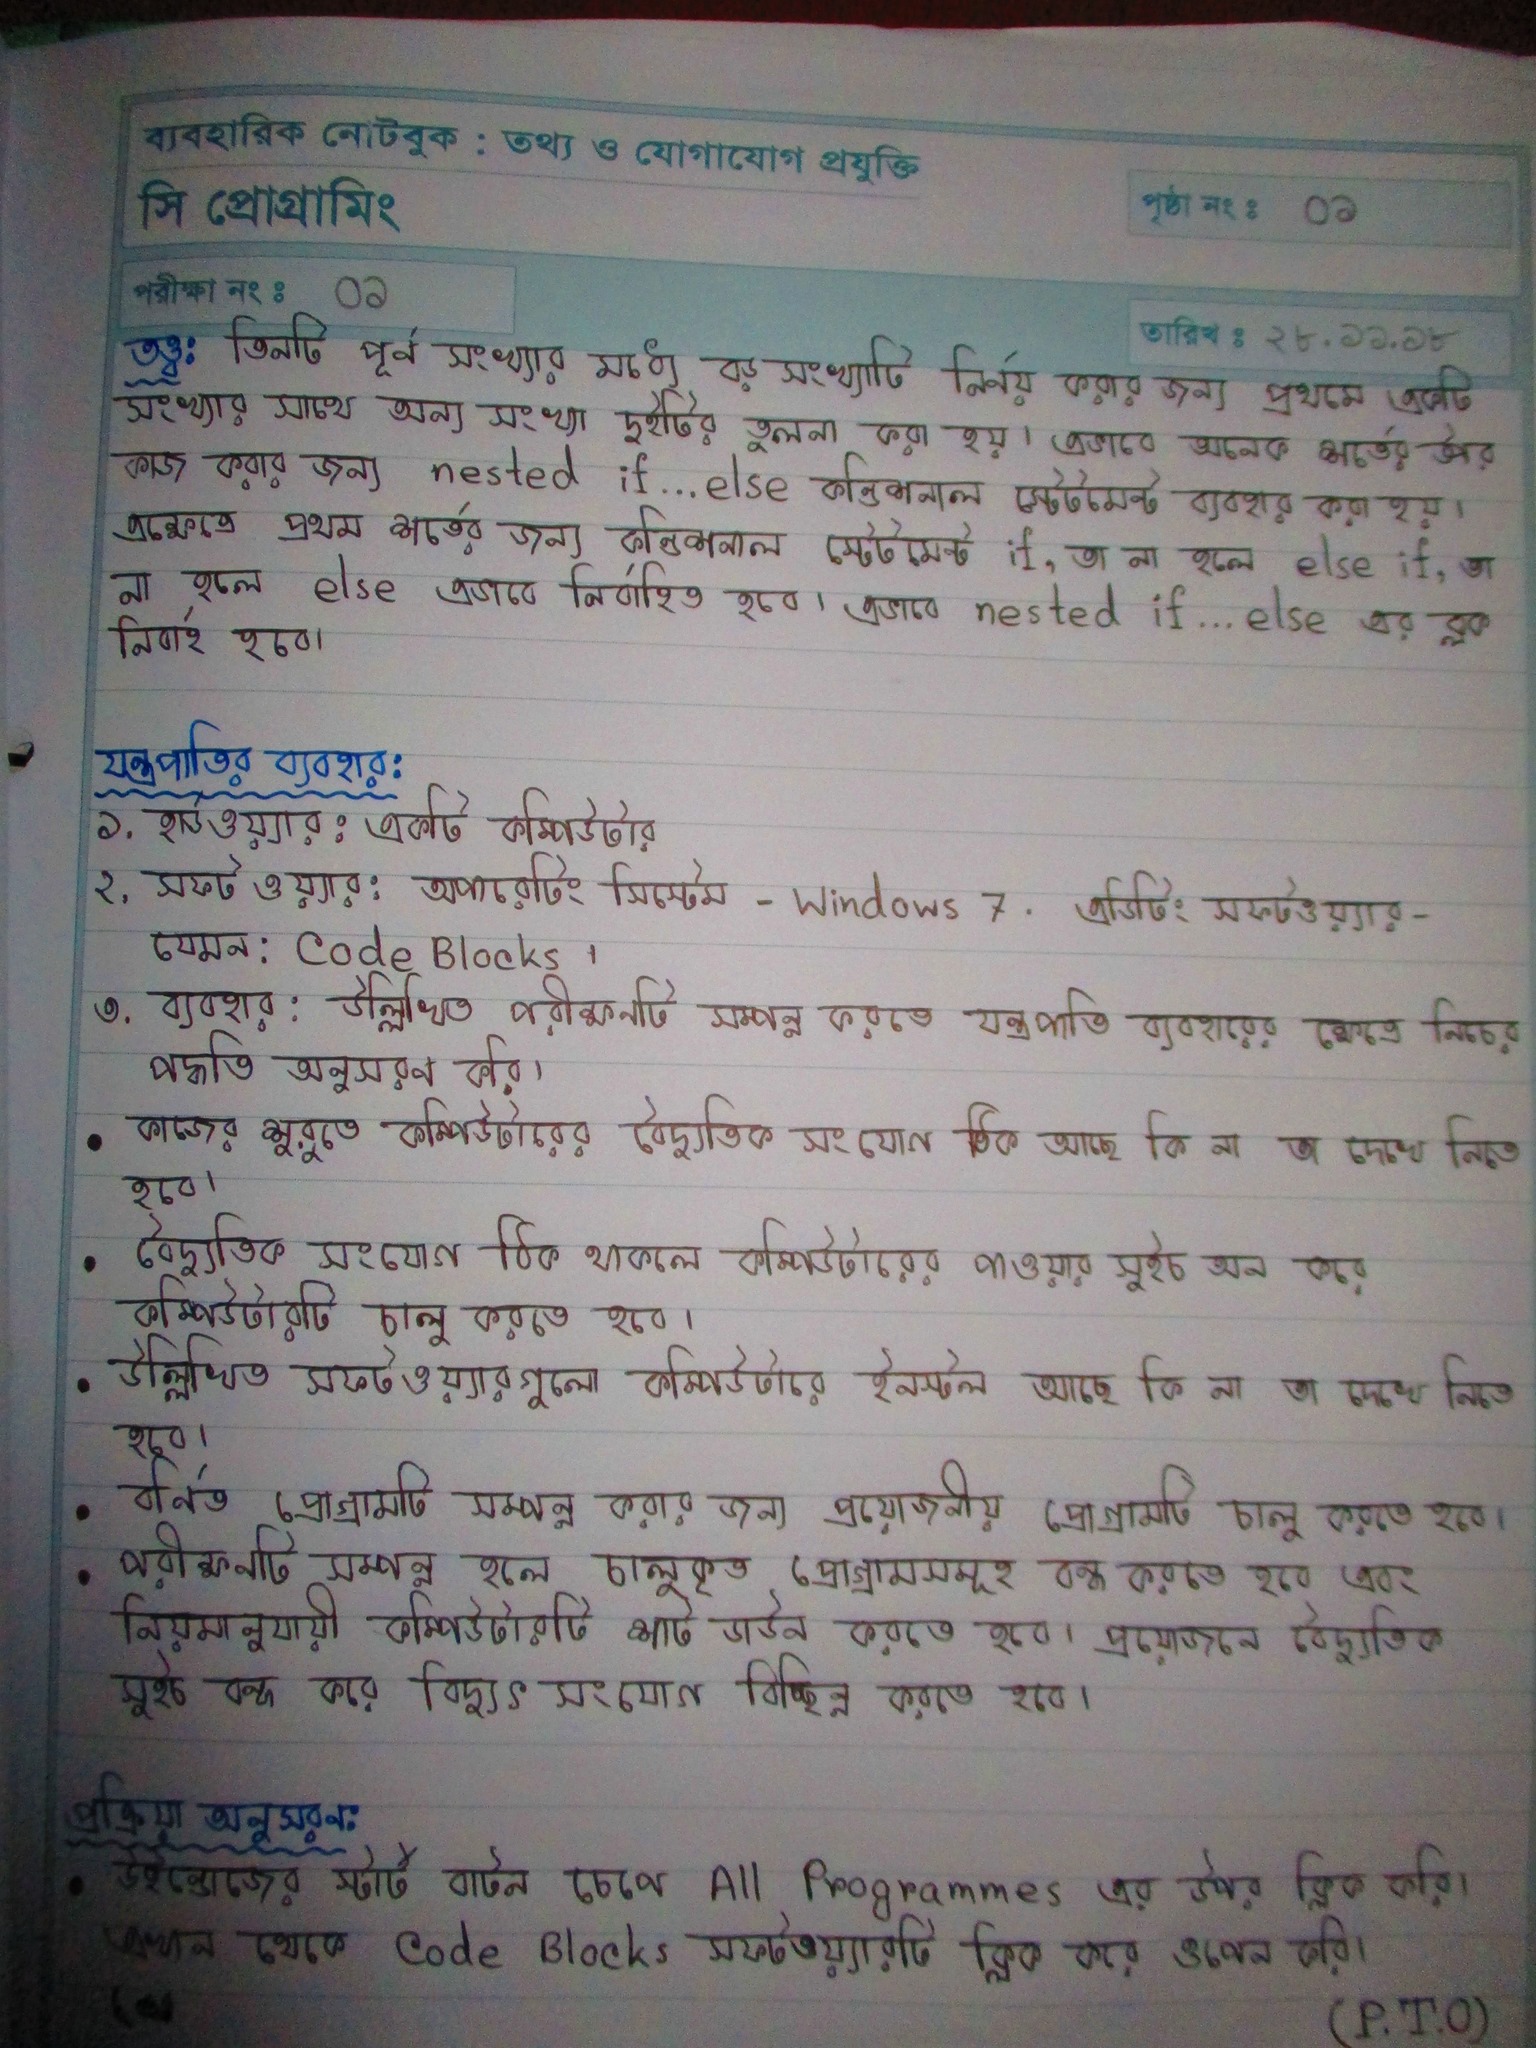 ব্যবহারিক নোটবুক : তথ্য ও যোগাযোগ প্রযুক্তি
সি প্রোগ্রামিং
পৃষ্ঠা নং : ০১
পরীক্ষা নং : ০১
তারিখ : ২৮.১১.১৮
তত্ত্ব: তিনটি পূর্ন সংখ্যার মধ্যে বড় সংখ্যাটি নির্নয় করার জন্য প্রথমে একটি
সংখ্যার সাথে অন্য সংখ্যা দুইটির তুলনা করা হয়। এভাবে অনেক শর্তের উপর
কাজ করার জন্য nested if...else কন্ডিশনাল স্টেটমেন্ট ব্যবহার করা হয়।
এক্ষেত্রে প্রথম শর্তের জন্য কন্ডিশনাল স্টেটমেন্ট if, তা না হলে else if, তা
না হলে else এভাবে নির্বাহিত হবে। এভাবে nested if...else এর ব্লক
নির্বাহ হবে।
যন্ত্রপাতির ব্যবহার:
১. হার্ডওয়্যার: একটি কম্পিউটার
২. সফটওয়্যার: অপারেটিং সিস্টেম - Windows 7. এডিটিং সফটওয়্যার-
যেমন: Code Blocks।
৩. ব্যবহার: উল্লিখিত পরীক্ষনটি সম্পন্ন করতে যন্ত্রপাতি ব্যবহারের ক্ষেত্রে নিচের
পদ্ধতি অনুসরণ করি।
• কাজের শুরুতে কম্পিউটারের বৈদ্যুতিক সংযোগ ঠিক আছে কি না তা দেখে নিতে
হবে।
• বৈদ্যুতিক সংযোগ ঠিক থাকলে কম্পিউটারের পাওয়ার সুইচ অন করে
কম্পিউটারটি চালু করতে হবে।
• উল্লিখিত সফটওয়্যারগুলো কম্পিউটারে ইনস্টল আছে কি না তা দেখে নিতে
হবে।
• বর্নিত প্রোগ্রামটি সম্পন্ন করার জন্য প্রয়োজনীয় প্রোগ্রামটি চালু করতে হবে।
• পরীক্ষনটি সম্পন্ন হলে চালুকৃত প্রোগ্রামসমূহ বন্ধ করতে হবে এবং
নিয়মানুযায়ী কম্পিউটারটি শাট ডাউন করতে হবে। প্রয়োজনে বৈদ্যুতিক
সুইচ বন্ধ করে বিদ্যুৎ সংযোগ বিচ্ছিন্ন করতে হবে।
প্রক্রিয়া অনুসরন:
• উইন্ডোজের স্টার্ট বাটন চেপে All Programmes এর উপর ক্লিক করি।
এখান থেকে Code Blocks সফটওয়্যারটি ক্লিক করে ওপেন করি।
(P.T.O)